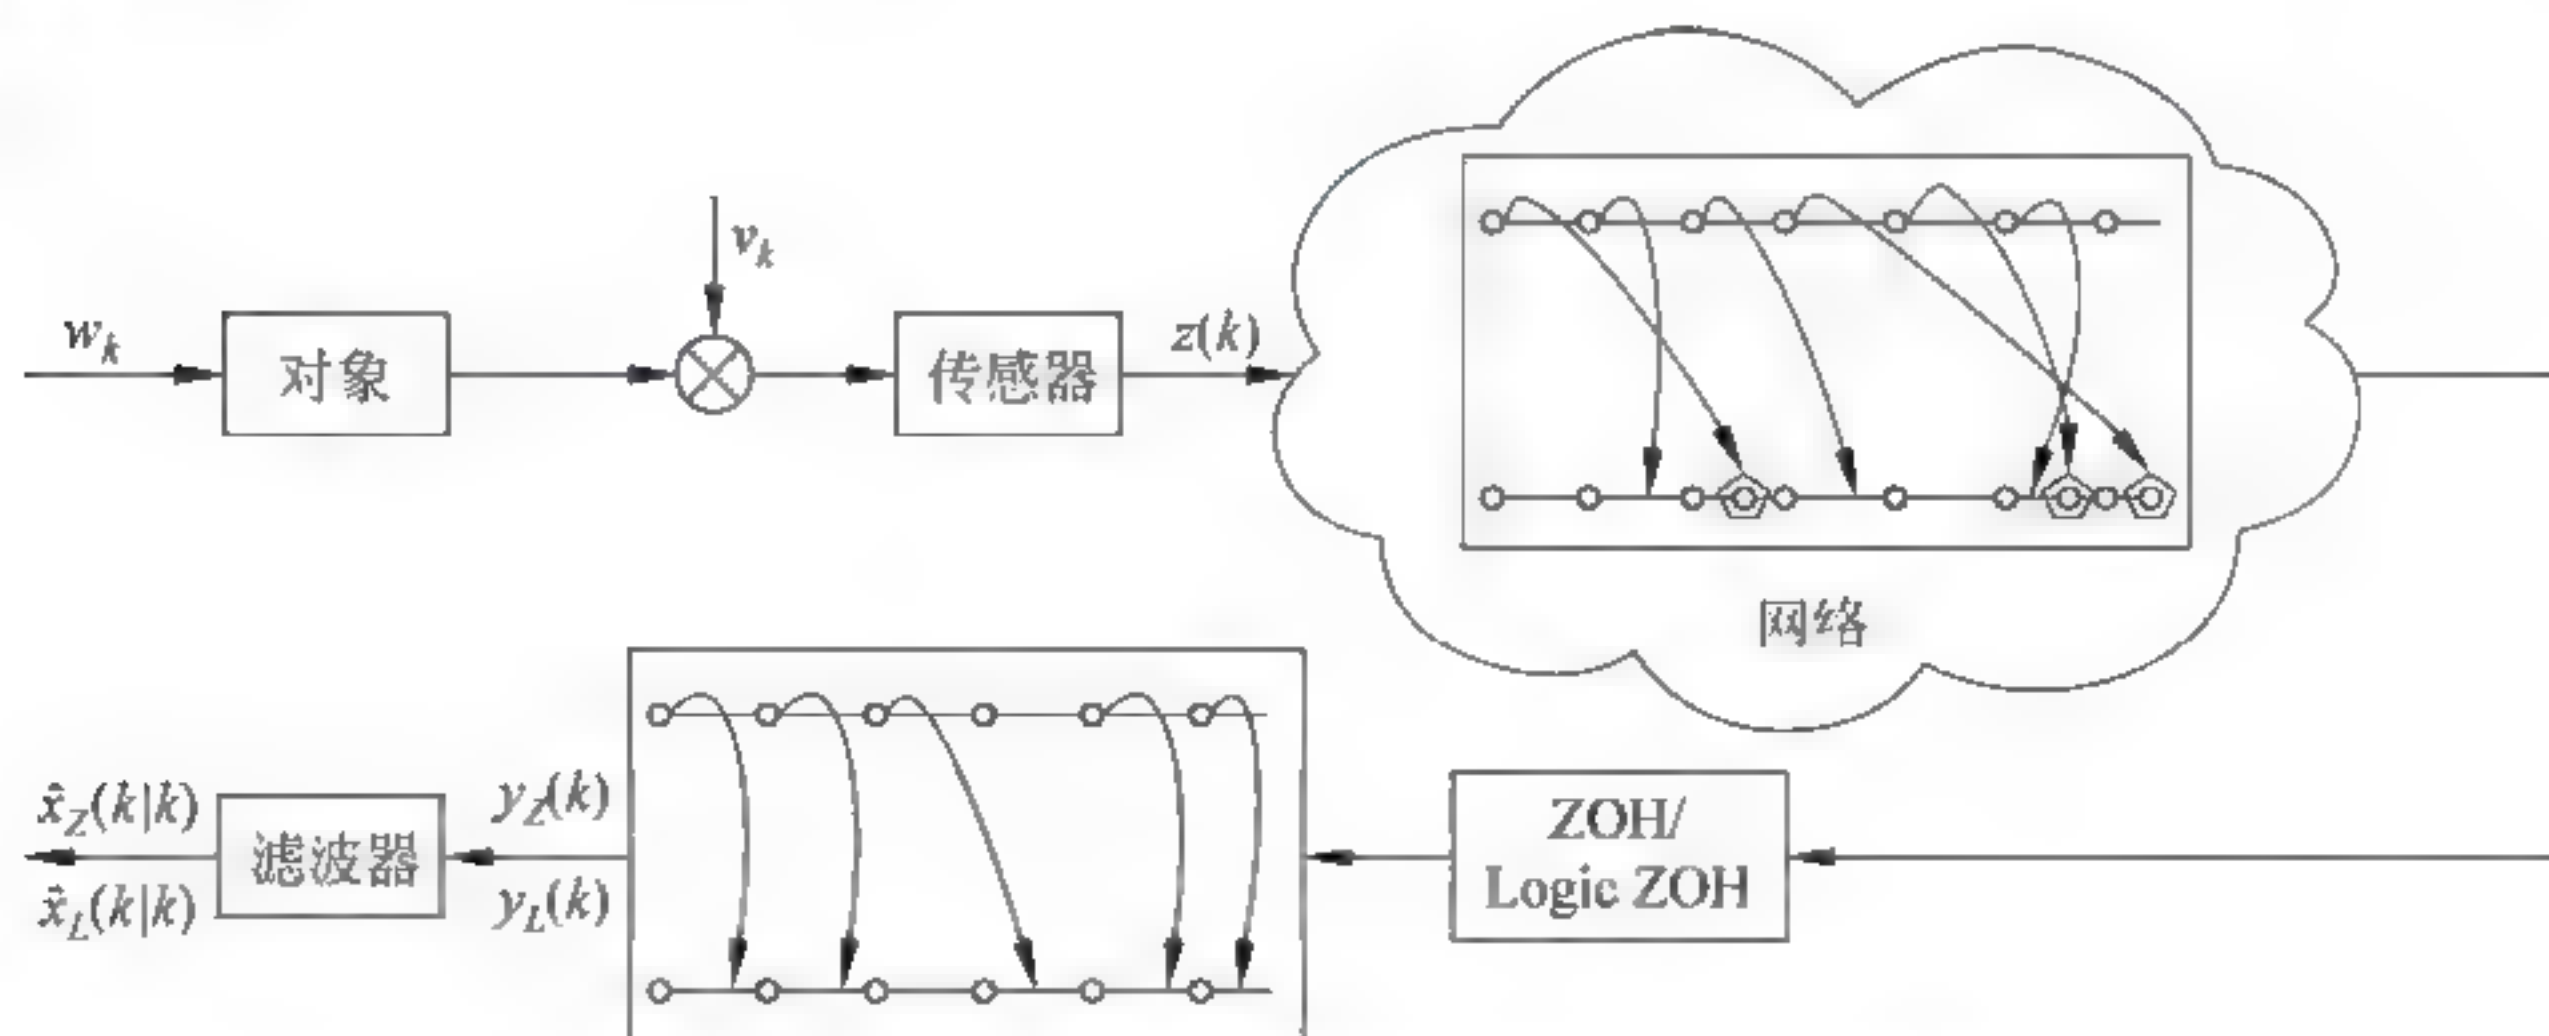 v_k
w_k
对象
传感器
z(k)
网络
x̂_Z(k|k)
x̂_L(k|k)
滤波器
y_Z(k)
y_L(k)
ZOH/
Logic ZOH